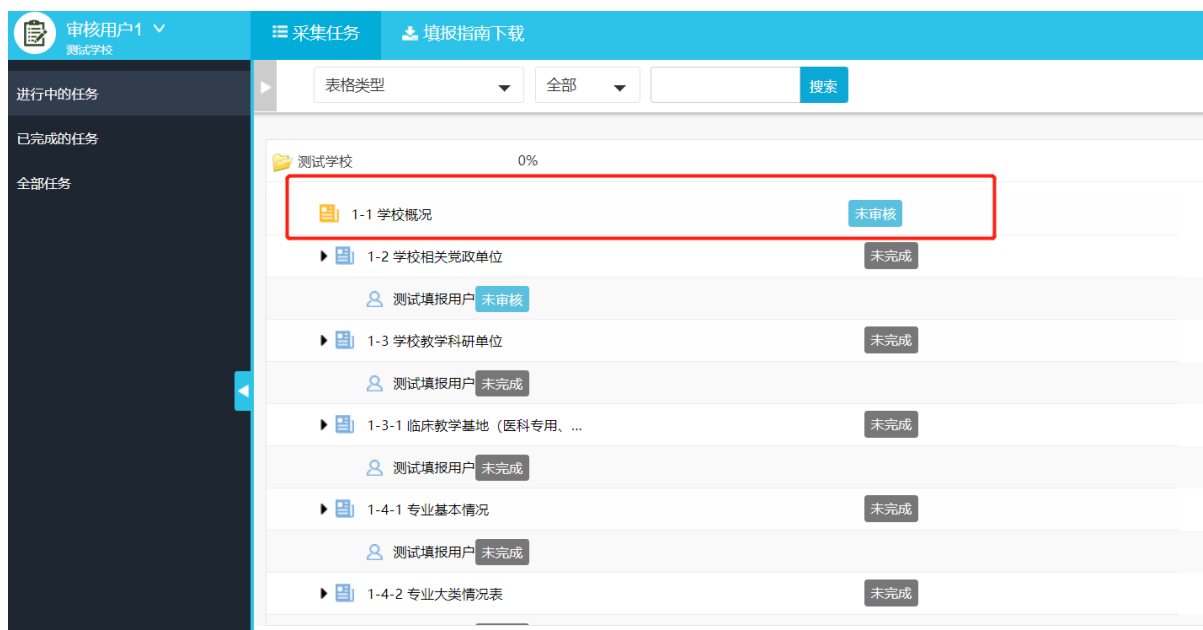 审核用户1
测试学校
采集任务 填报指南下载
进行中的任务
已完成的任务
全部任务
表格类型 全部 搜索
测试学校 0%
1-1 学校概况 未审核
1-2 学校相关党政单位 未完成
测试填报用户 未审核
1-3 学校教学科研单位 未完成
测试填报用户 未完成
1-3-1 临床教学基地（医科专用、... 未完成
测试填报用户 未完成
1-4-1 专业基本情况 未完成
测试填报用户 未完成
1-4-2 专业大类情况表 未完成